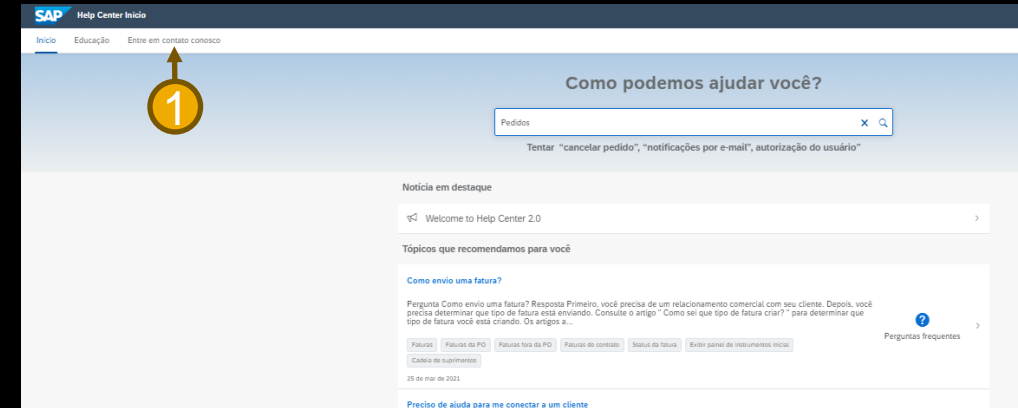 SAP Help Center Início
Início Educação Entre em contato conosco
1
Como podemos ajudar você?
Pedidos
Tentar “cancelar pedido”, “notificações por e-mail”, autorização do usuário”
Notícia em destaque
Welcome to Help Center 2.0
Tópicos que recomendamos para você
Como envio uma fatura?
Pergunta Como envio uma fatura? Resposta Primeiro, você precisa de um relacionamento comercial com seu cliente. Depois, você
precisa determinar que tipo de fatura está enviando. Consulte o artigo " Como sei que tipo de fatura criar? " para determinar que
tipo de fatura você está criando. Os artigos a...
Perguntas frequentes
Faturas Faturas da PO Faturas fora da PO Faturas do contrato Status da fatura Exibir painel de instrumentos inicial
Cadeia de suprimentos
25 de mar de 2021
Preciso de ajuda para me conectar a um cliente